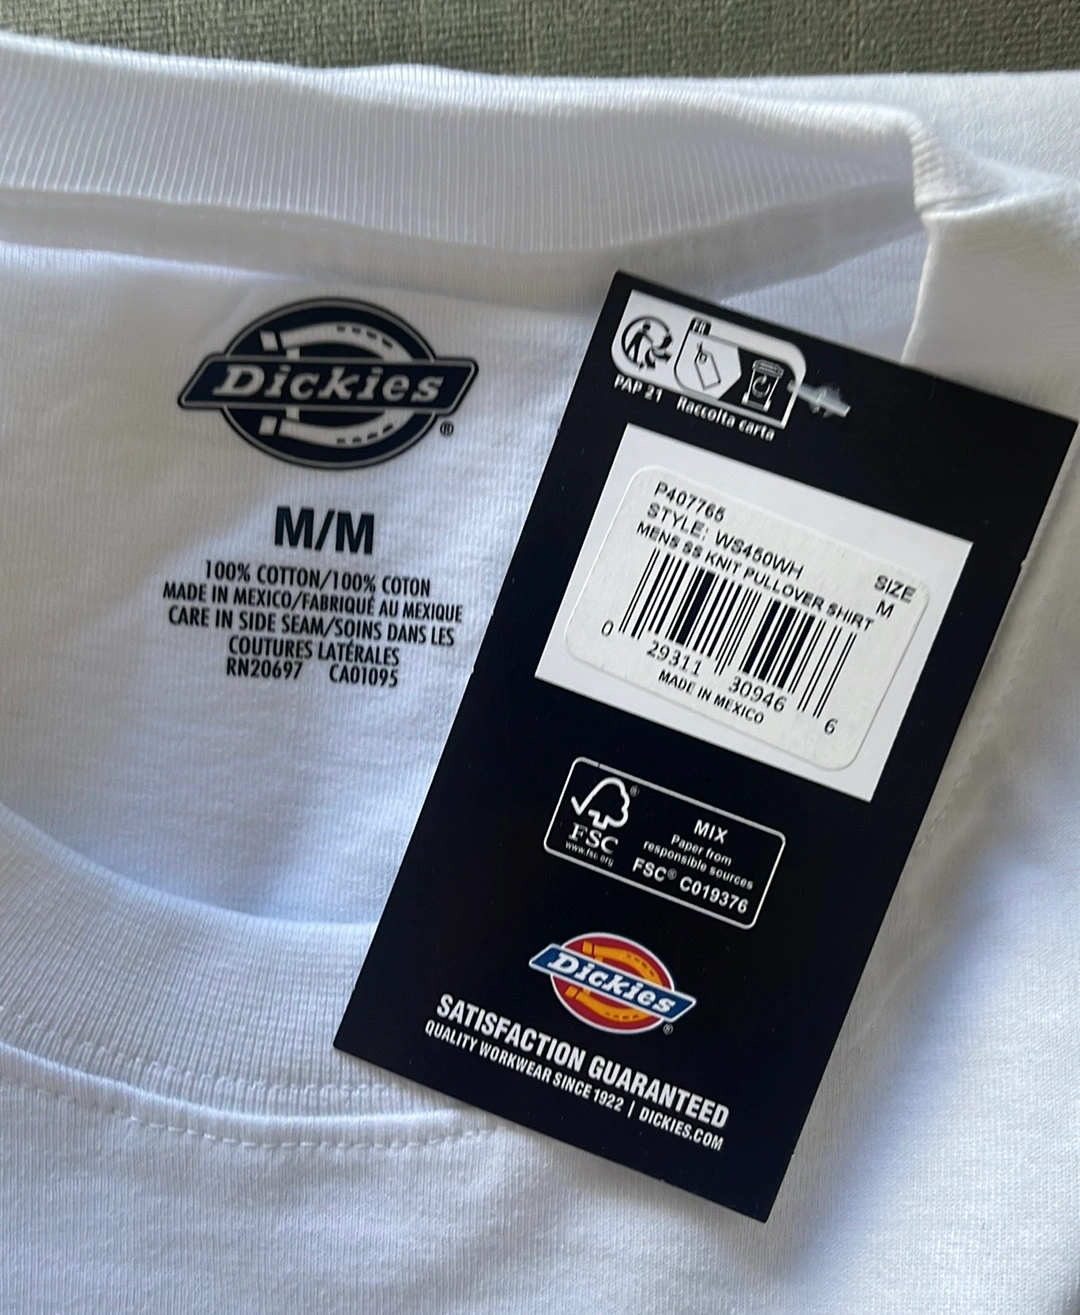 Dickies®
M/M
100% COTTON/100% COTON
MADE IN MEXICO/FABRIQUÉ AU MEXIQUE
CARE IN SIDE SEAM/SOINS DANS LES
COUTURES LATÉRALES
RN20697 CA01095
FR
PAP 21 Raccolta carta
P407765
STYLE: WS450WH
MENS SS KNIT PULLOVER SHIRT
SIZE
M
0 29311 30946 6
MADE IN MEXICO
FSC®
www.fsc.org
MIX
Paper from
responsible sources
FSC® C019376
Dickies®
SATISFACTION GUARANTEED
QUALITY WORKWEAR SINCE 1922 | DICKIES.COM